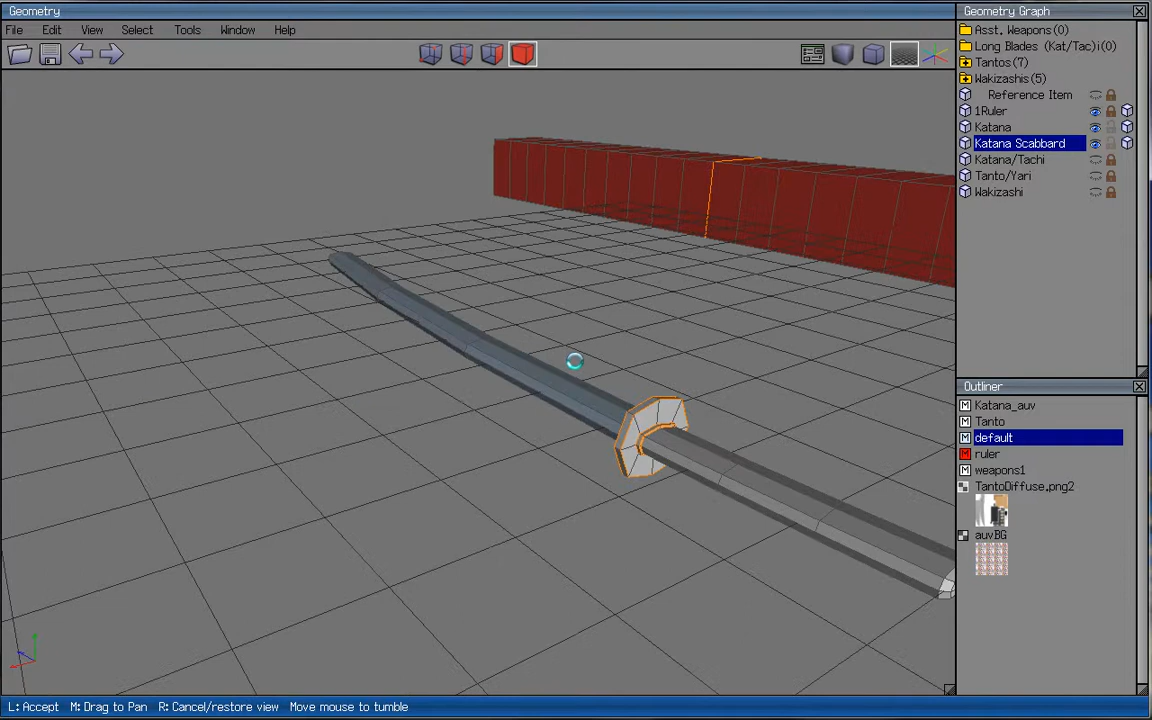 Geometry
File Edit View Select Tools Window Help
Geometry Graph
Asst. Weapons(0)
Long Blades (Kat/Tac)i(0)
Tantos(7)
Wakizashis(5)
Reference Item
1Ruler
Katana
Katana Scabbard
Katana/Tachi
Tanto/Yari
Wakizashi
Outliner
Katana_auv
Tanto
default
ruler
weapons1
TantoDiffuse.png2
auvBG
L: Accept M: Drag to Pan R: Cancel/restore view Move mouse to tumble